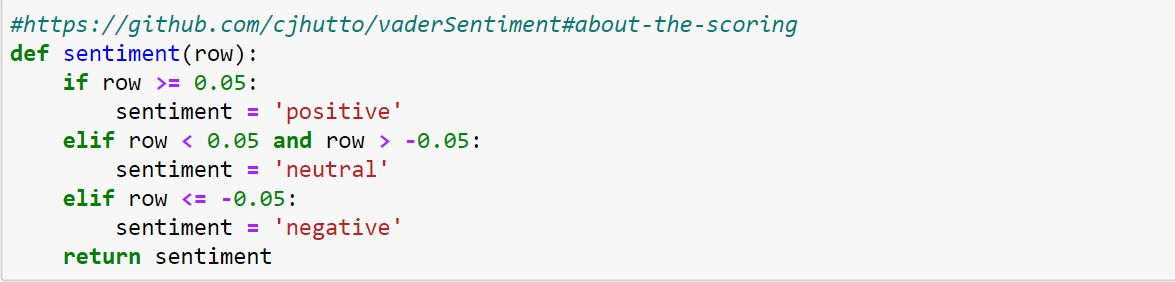 #https://github.com/cjhutto/vaderSentiment#about-the-scoring
def sentiment(row):
    if row >= 0.05:
        sentiment = 'positive'
    elif row < 0.05 and row > -0.05:
        sentiment = 'neutral'
    elif row <= -0.05:
        sentiment = 'negative'
    return sentiment